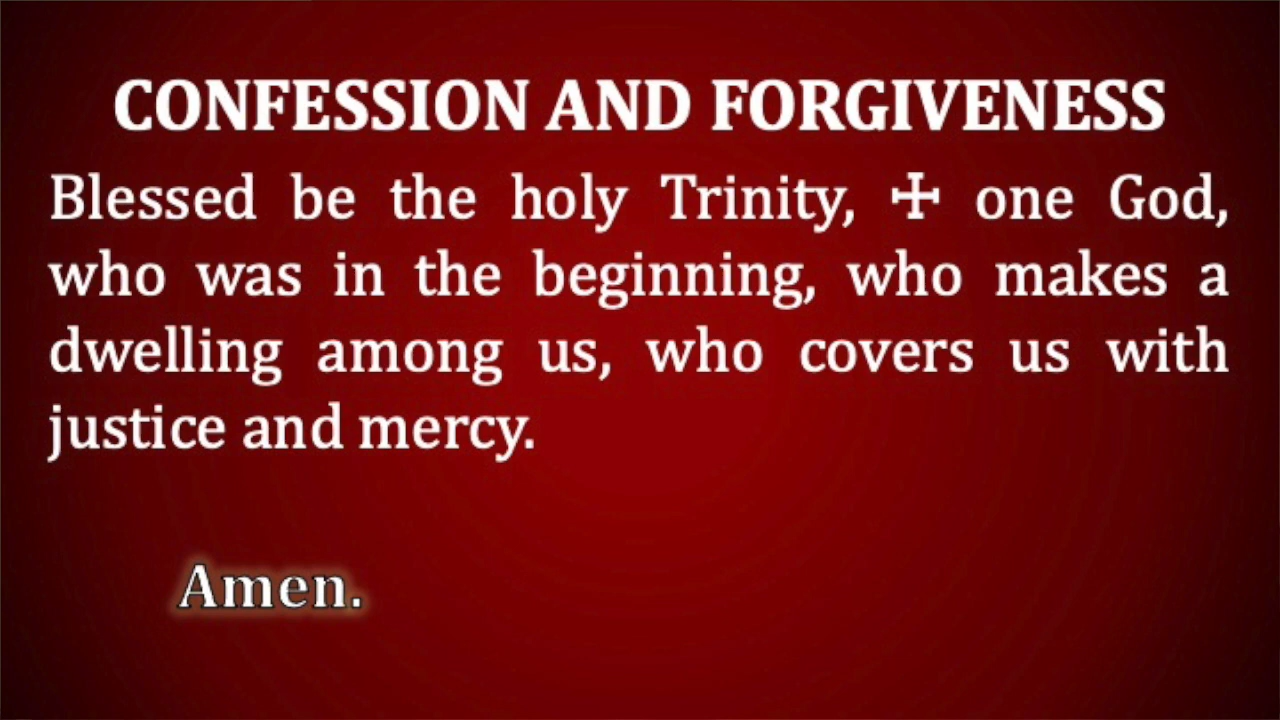 CONFESSION AND FORGIVENESS
Blessed be the holy Trinity, ☩ one God,
who was in the beginning, who makes a
dwelling among us, who covers us with
justice and mercy.
Amen.